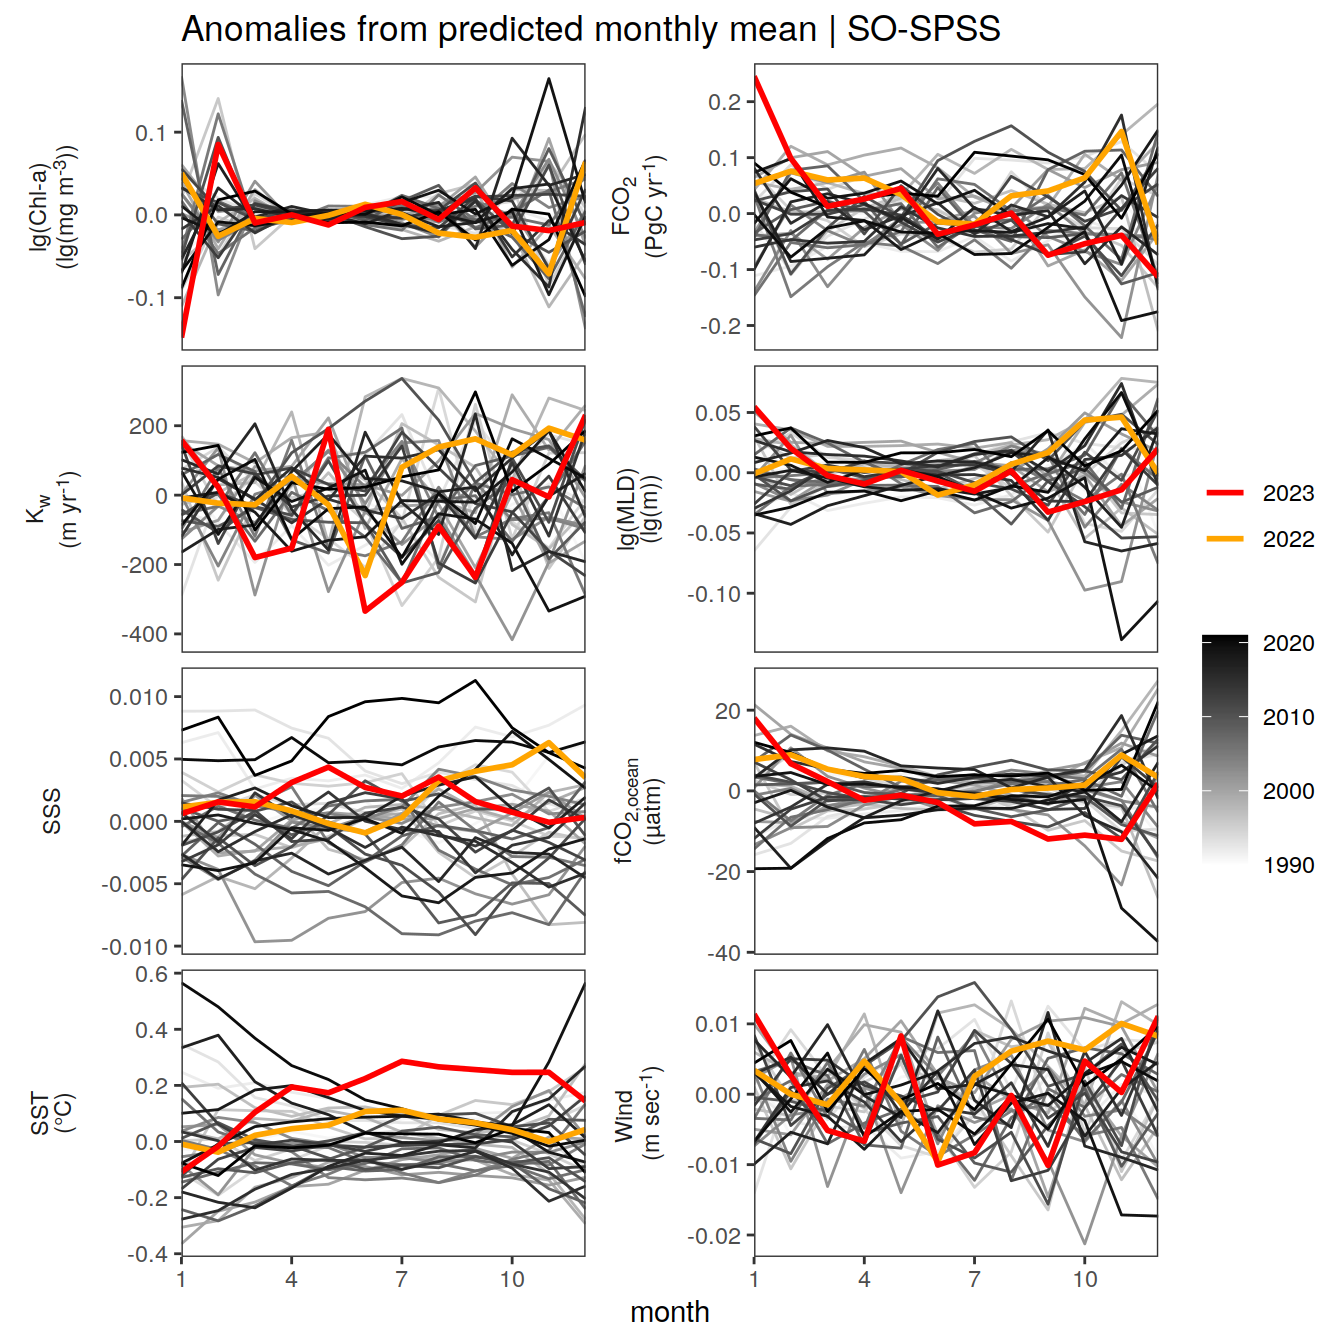 Anomalies from predicted monthly mean | SO-SPSS
lg(Chl-a)
(lg(mg m⁻³))
0.1
0.0
-0.1
FCO₂
(PgC yr⁻¹)
0.2
0.1
0.0
-0.1
-0.2
K_w
(m yr⁻¹)
200
0
-200
-400
lg(MLD)
(lg(m))
0.05
0.00
-0.05
-0.10
SSS
0.010
0.005
0.000
-0.005
-0.010
fCO₂,ocean
(µatm)
20
0
-20
-40
SST
(°C)
0.6
0.4
0.2
0.0
-0.2
-0.4
1 4 7 10
Wind
(m sec⁻¹)
0.01
0.00
-0.01
-0.02
1 4 7 10
month
2023
2022
2020
2010
2000
1990